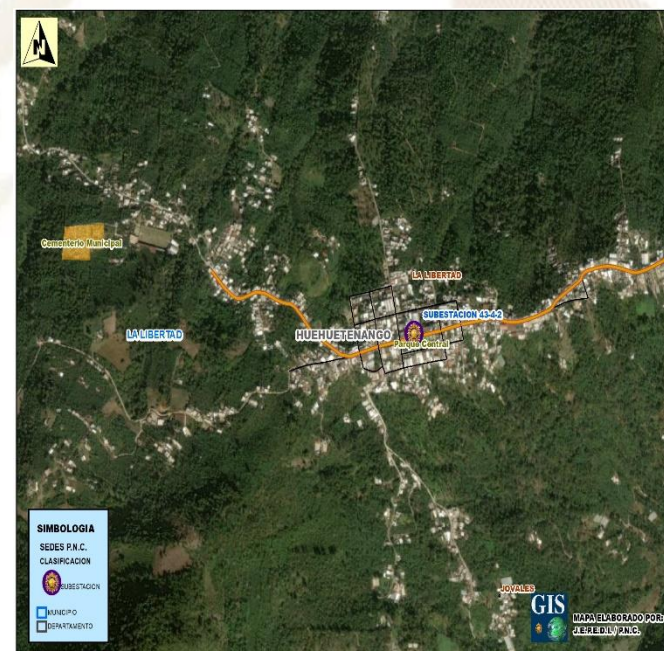 N
Cementerio Municipal
LA LIBERTAD
LA LIBERTAD
SUBESTACION 43-4-2
HUEHUETENANGO
Parque Central
JOVALES
SIMBOLOGIA
SEDES P.N.C.
CLASIFICACION
SUBESTACION
MUNICIPIO
DEPARTAMENTO
GIS
MAPA ELABORADO POR:
J.E.P.E.D.I. / P.N.C.